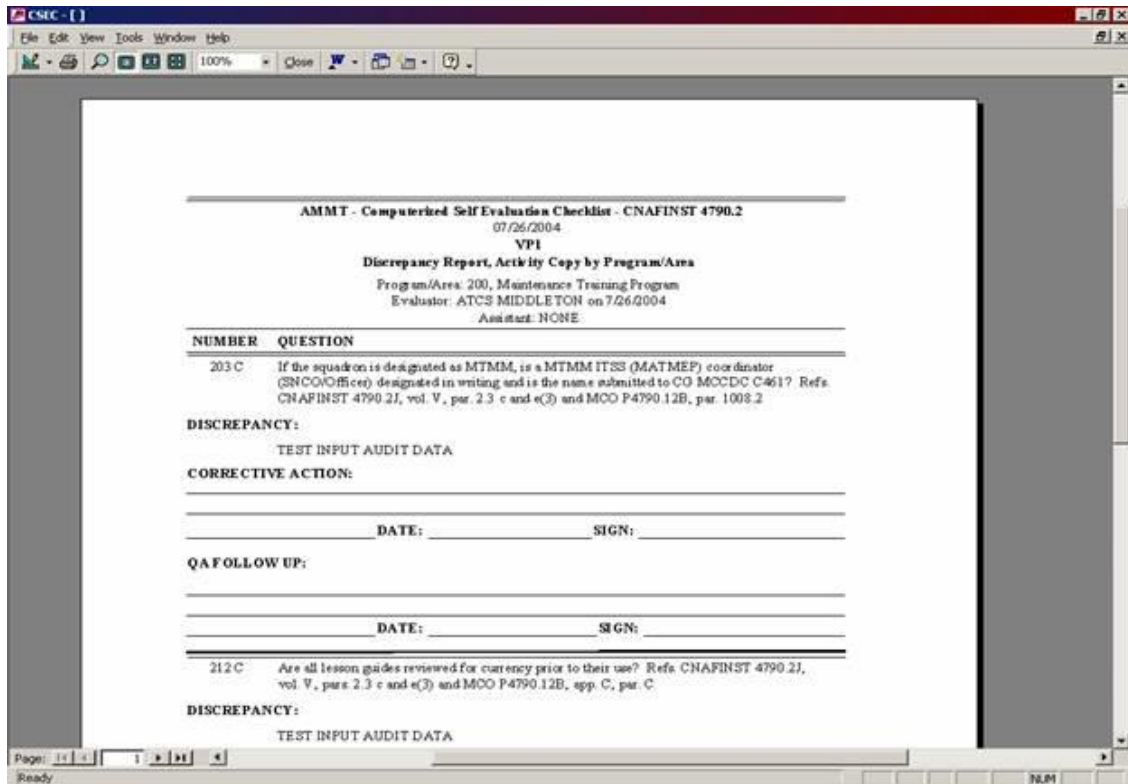 CSEC - [ ]
File Edit View Tools Window Help
100% Close
AMMT - Computerized Self Evaluation Checklist - CNAFINST 4790.2
07/26/2004
VP1
Discrepancy Report, Activity Copy by Program/Area
Program/Area: 200, Maintenance Training Program
Evaluator: ATCS MIDDLETON on 7/26/2004
Assistant: NONE
NUMBER QUESTION
203 C If the squadron is designated as MTMM, is a MTMM ITSS (MATMEP) coordinator
(SNCO/Officer) designated in writing and is the name submitted to CG MCCDC C461? Refs.
CNAFINST 4790.2J, vol. V, par. 2.3 c and e(3) and MCO P4790.12B, par. 1008.2
DISCREPANCY:
TEST INPUT AUDIT DATA
CORRECTIVE ACTION:
DATE: SIGN:
QA FOLLOW UP:
DATE: SIGN:
212 C Are all lesson guides reviewed for currency prior to their use? Refs. CNAFINST 4790.2J,
vol. V, pars. 2.3 c and e(3) and MCO P4790.12B, app. C, par. C
DISCREPANCY:
TEST INPUT AUDIT DATA
Page: 1
Ready NUM